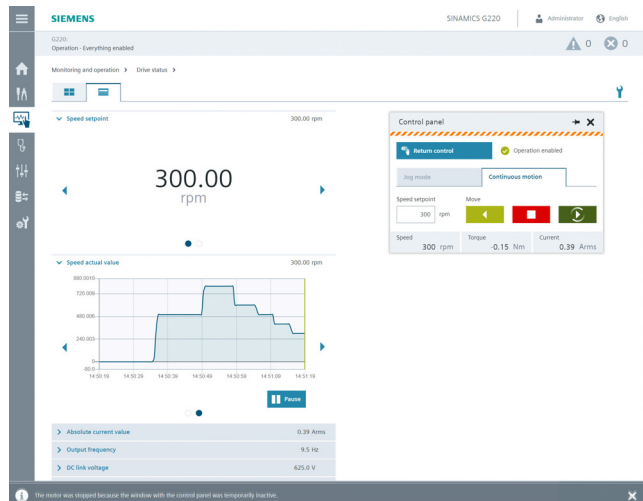 SIEMENS
SINAMICS G220
Administrator
English
G220:
Operation - Everything enabled
0
0
Monitoring and operation > Drive status >
Speed setpoint 300.00 rpm
300.00
rpm
Speed actual value 300.00 rpm
880.0010
720.008
480.006
240.003
0
-80.0
14:50:19 14:50:29 14:50:39 14:50:49 14:50:59 14:51:09 14:51:19
Pause
Absolute current value 0.39 Arms
Output frequency 9.5 Hz
DC link voltage 625.0 V
Control panel
Return control
Operation enabled
Jog mode
Continuous motion
Speed setpoint Move
300 rpm
Speed Torque Current
300 rpm -0.15 Nm 0.39 Arms
The motor was stopped because the window with the control panel was temporarily inactive.